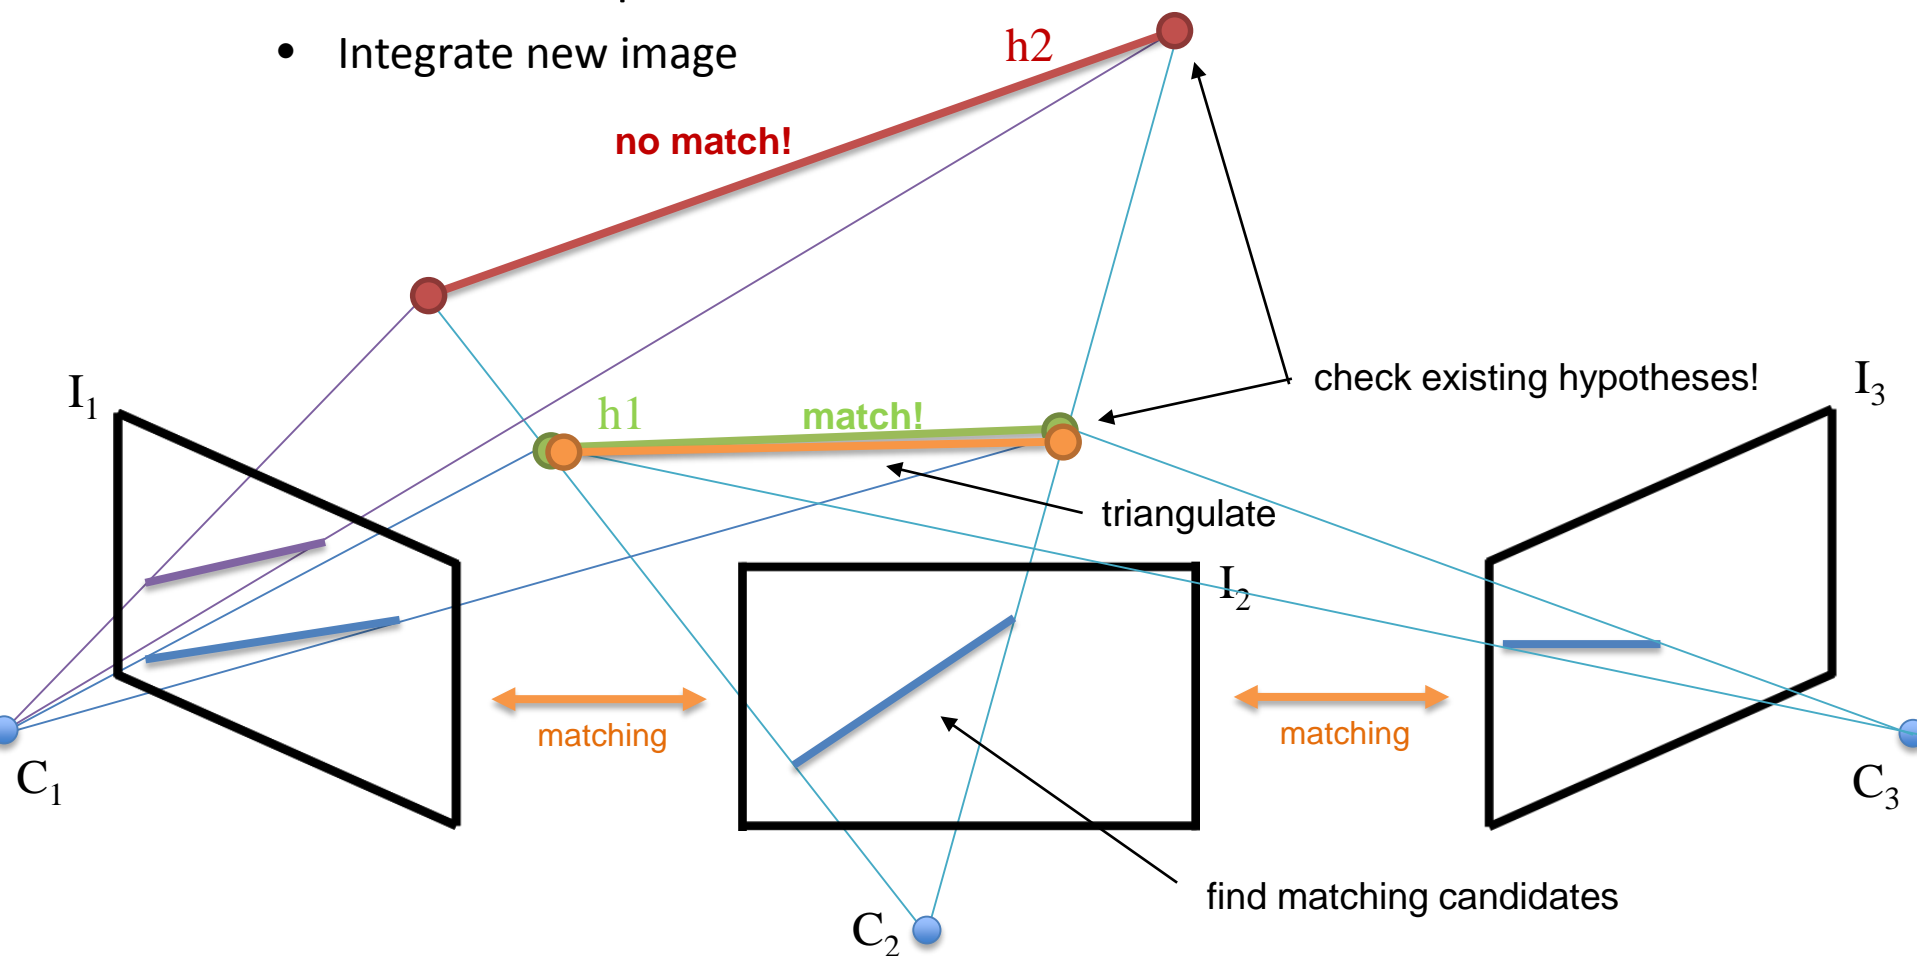 • Integrate new image
h2
no match!
I1
h1
match!
check existing hypotheses!
I3
triangulate
I2
matching
matching
C1
C3
find matching candidates
C2